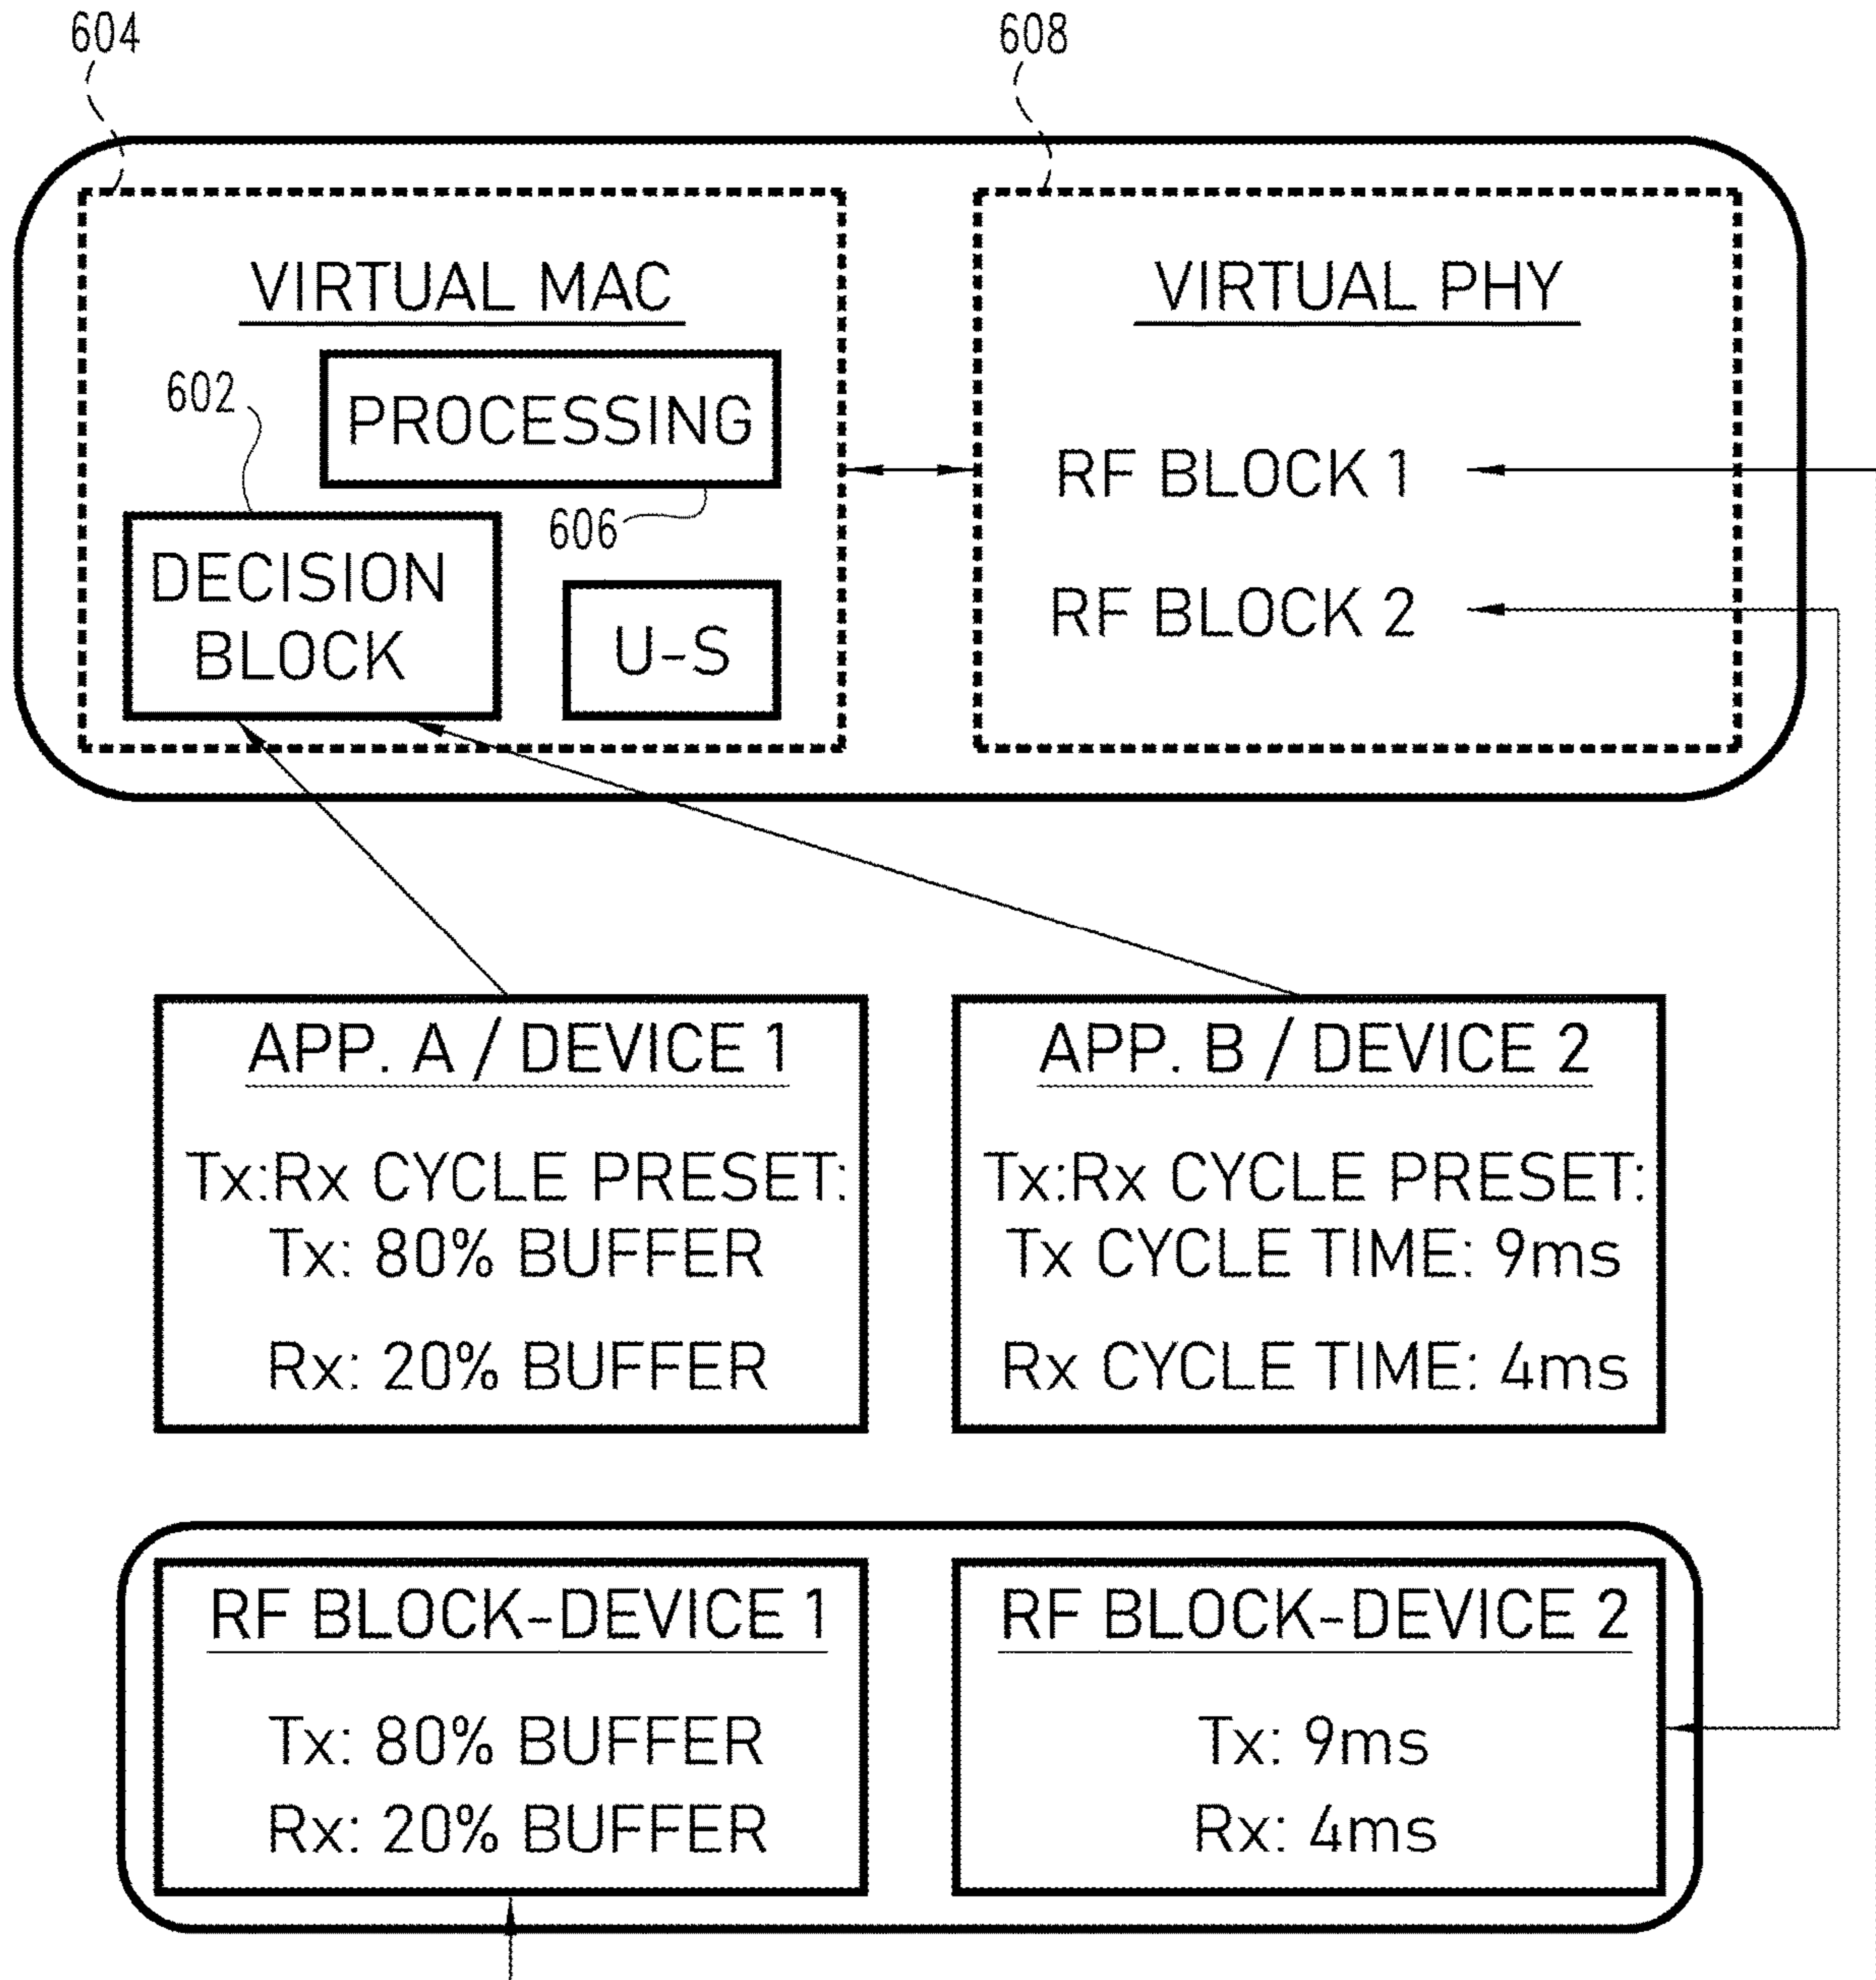 604
608
VIRTUAL MAC
VIRTUAL PHY
602
PROCESSING
RF BLOCK 1
606
DECISION
BLOCK
U-S
RF BLOCK 2
APP. A / DEVICE 1
Tx:Rx CYCLE PRESET:
Tx: 80% BUFFER
Rx: 20% BUFFER
APP. B / DEVICE 2
Tx:Rx CYCLE PRESET:
Tx CYCLE TIME: 9ms
Rx CYCLE TIME: 4ms
RF BLOCK-DEVICE 1
Tx: 80% BUFFER
Rx: 20% BUFFER
RF BLOCK-DEVICE 2
Tx: 9ms
Rx: 4ms